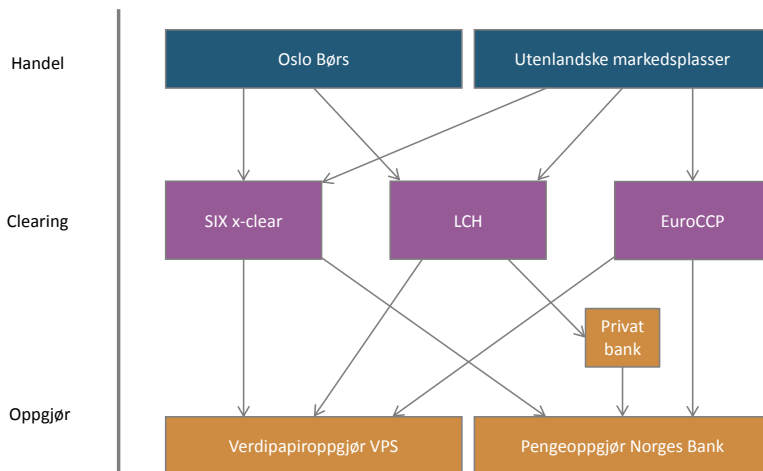 Handel
Oslo Børs
Utenlandske markedsplasser
Clearing
SIX x-clear
LCH
EuroCCP
Privat
bank
Oppgjør
Verdipapiroppgjør VPS
Pengeoppgjør Norges Bank